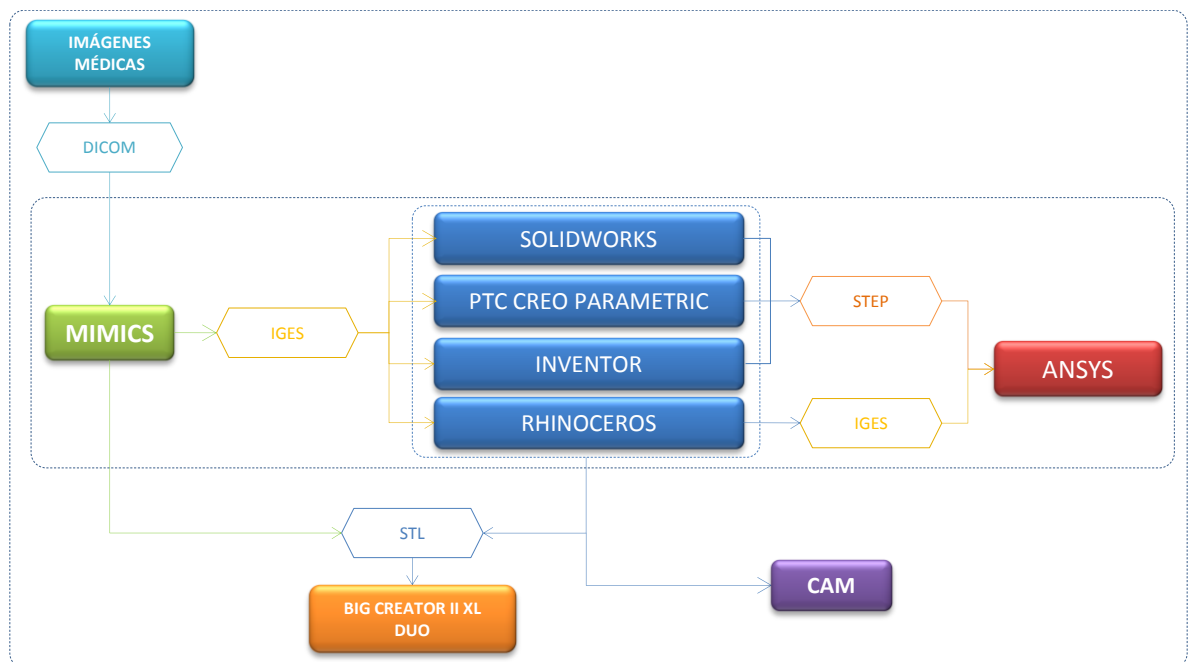 IMÁGENES
MÉDICAS
DICOM
SOLIDWORKS
PTC CREO PARAMETRIC
STEP
MIMICS
IGES
INVENTOR
ANSYS
RHINOCEROS
IGES
STL
CAM
BIG CREATOR II XL
DUO